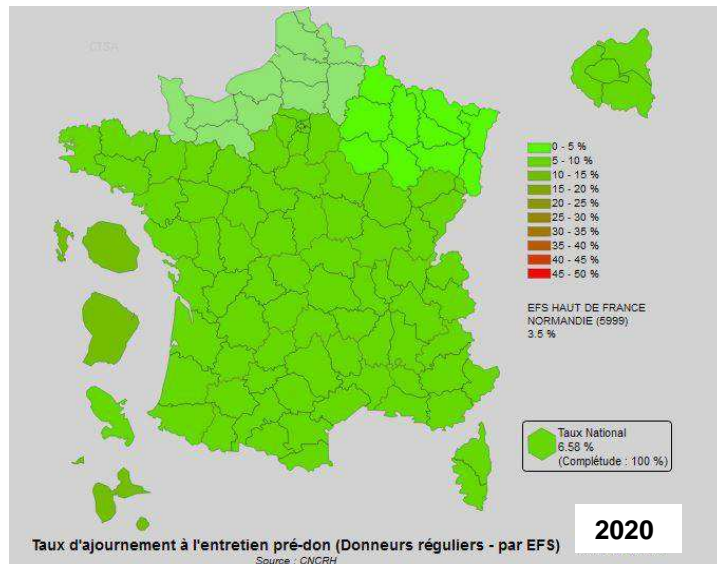 CTSA
0 - 5 %
5 - 10 %
10 - 15 %
15 - 20 %
20 - 25 %
25 - 30 %
30 - 35 %
35 - 40 %
40 - 45 %
45 - 50 %
EFS HAUT DE FRANCE
NORMANDIE (5999)
3.5 %
Taux National
6.58 %
(Complétude : 100 %)
2020
Taux d'ajournement à l'entretien pré-don (Donneurs réguliers - par EFS)
Source : CNCRH